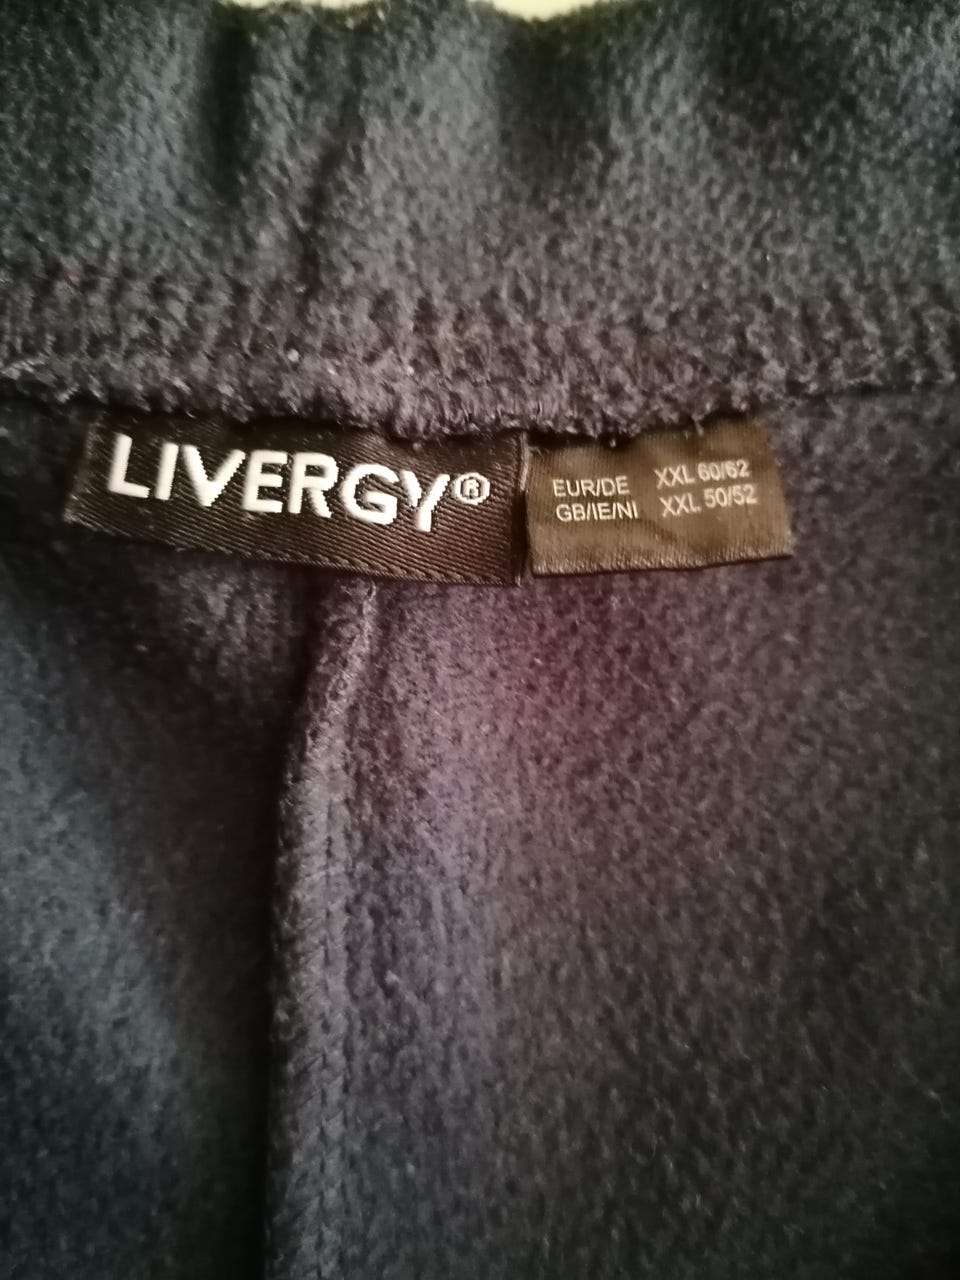 LIVERGY®
EUR/DE XXL 60/62
GB/IE/NI XXL 50/52